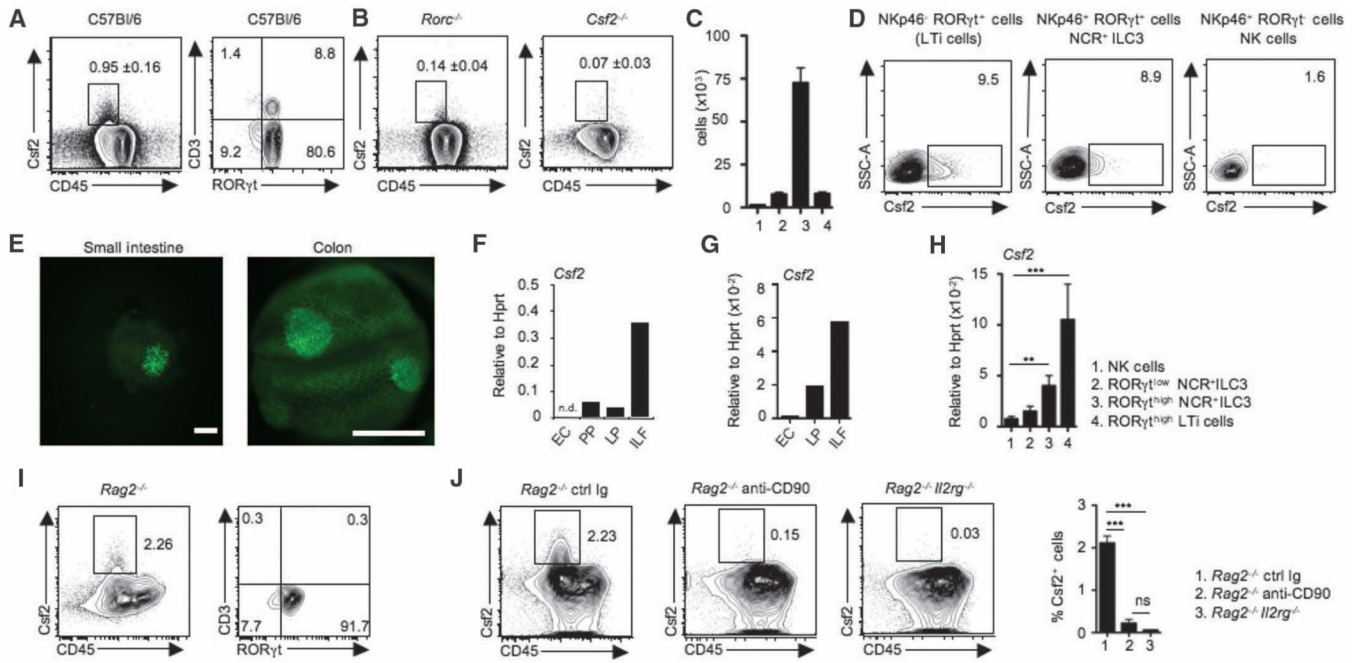 A
C57Bl/6
C57Bl/6
0.95 ±0.16
Csf2
CD45
1.4
8.8
9.2
80.6
CD3
RORγt
B
Rorc-/-
Csf2-/-
0.14 ±0.04
0.07 ±0.03
Csf2
CD45
Csf2
CD45
C
cells (x10³)
100
75
50
25
0
1 2 3 4
D
NKp46- RORγt+ cells
(LTi cells)
NKp46+ RORγt+ cells
NCR+ ILC3
NKp46+ RORγt- cells
NK cells
9.5
8.9
1.6
SSC-A
Csf2
SSC-A
Csf2
SSC-A
Csf2
E
Small intestine
Colon
F
Csf2
Relative to Hprt
0.5
0.4
0.3
0.2
0.1
0
n.d.
EC PP LP ILF
G
Csf2
Relative to Hprt (x10⁻²)
8
6
4
2
0
EC LP ILF
H
Csf2
Relative to Hprt (x10⁻²)
15
10
5
0
***
**
1 2 3 4
1. NK cells
2. RORγtlow NCR+ILC3
3. RORγthigh NCR+ILC3
4. RORγthigh LTi cells
I
Rag2-/-
2.26
Csf2
CD45
0.3
0.3
7.7
91.7
CD3
RORγt
J
Rag2-/- ctrl Ig
Rag2-/- anti-CD90
Rag2-/- Il2rg-/-
2.23
0.15
0.03
Csf2
CD45
Csf2
CD45
Csf2
CD45
% Csf2+ cells
3
2
1
0
***
***
ns
1 2 3
1. Rag2-/- ctrl Ig
2. Rag2-/- anti-CD90
3. Rag2-/- Il2rg-/-